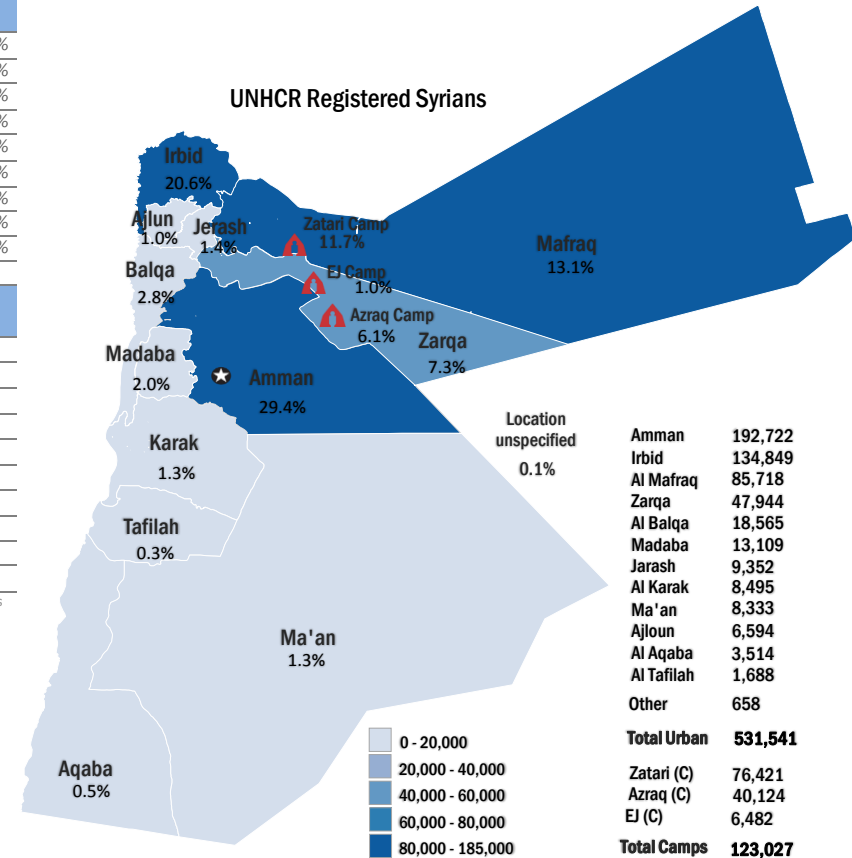 %
%
%
%
%
%
%
%
%
UNHCR Registered Syrians
Irbid
20.6%
Ajlun
1.0%
Jerash
1.4%
Zatari Camp
11.7%
Mafraq
13.1%
Balqa
2.8%
EJ Camp
1.0%
Azraq Camp
6.1%
Zarqa
7.3%
Madaba
2.0%
Amman
29.4%
Karak
1.3%
Location
unspecified
0.1%
Tafilah
0.3%
Ma'an
1.3%
Aqaba
0.5%
0 - 20,000
20,000 - 40,000
40,000 - 60,000
60,000 - 80,000
80,000 - 185,000
Amman 192,722
Irbid 134,849
Al Mafraq 85,718
Zarqa 47,944
Al Balqa 18,565
Madaba 13,109
Jarash 9,352
Al Karak 8,495
Ma'an 8,333
Ajloun 6,594
Al Aqaba 3,514
Al Tafilah 1,688
Other 658
Total Urban 531,541
Zatari (C) 76,421
Azraq (C) 40,124
EJ (C) 6,482
Total Camps 123,027